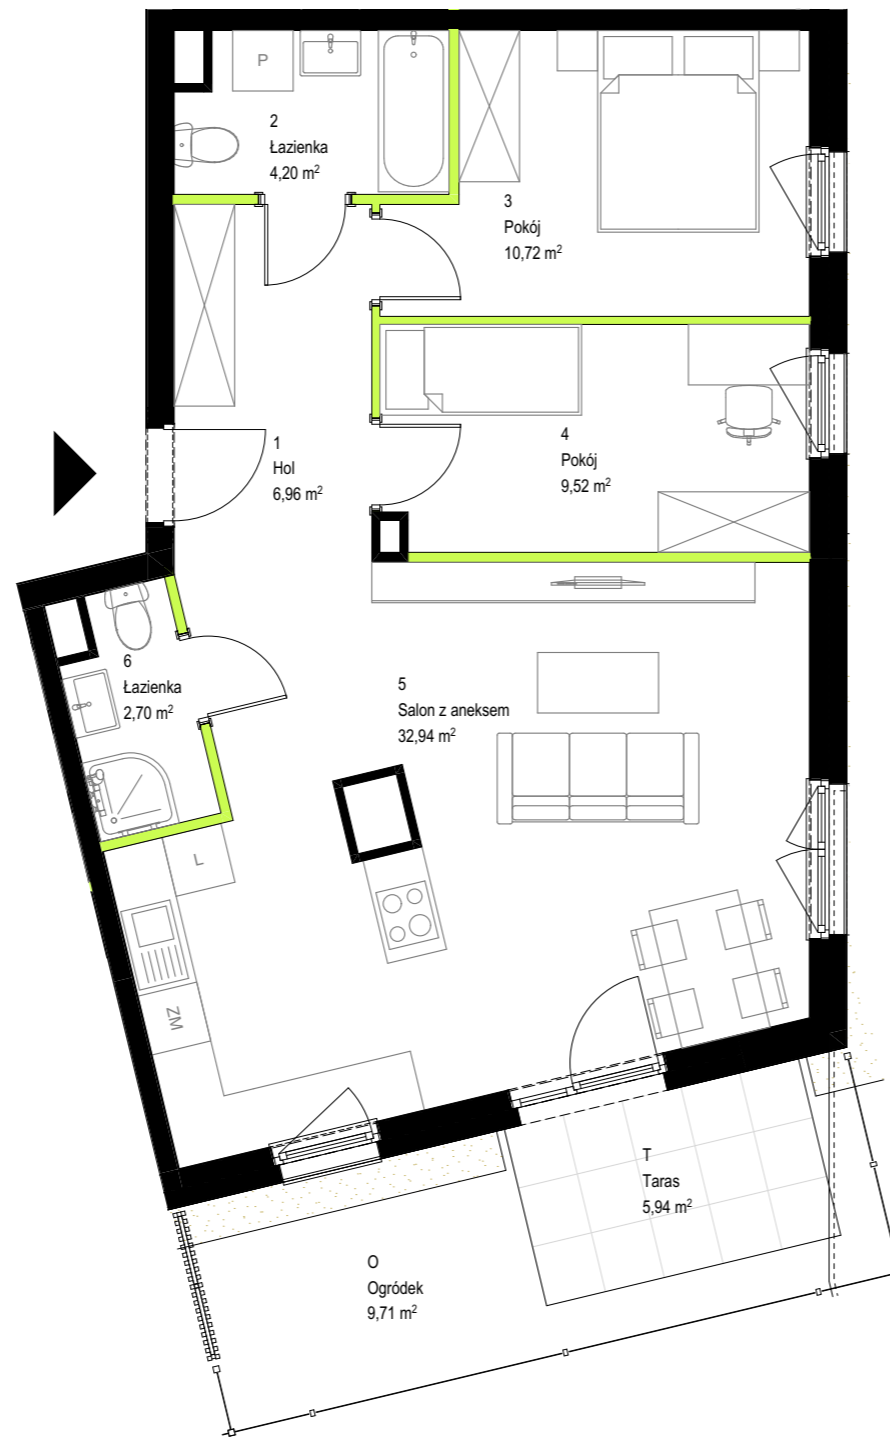 P
2
Łazienka
4,20 m²
3
Pokój
10,72 m²
4
Pokój
9,52 m²
1
Hol
6,96 m²
6
Łazienka
2,70 m²
5
Salon z aneksem
32,94 m²
L
ZM
T
Taras
5,94 m²
O
Ogródek
9,71 m²